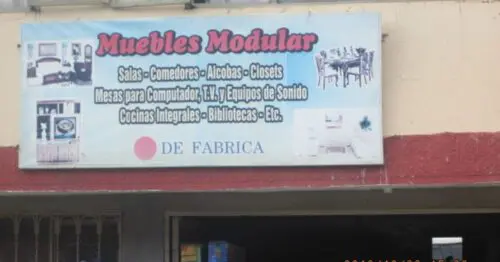 Muebles Modular
Salas - Comedores - Alcobas - Closets
Mesas para Computador, T.V. y Equipos de Sonido
Cocinas Integrales - Bibliotecas - Etc.
DE FABRICA